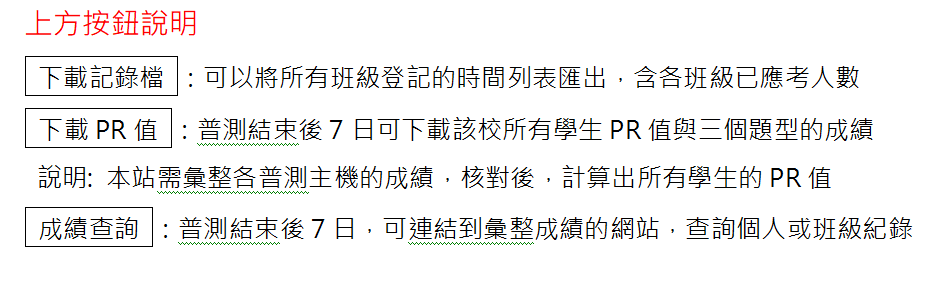 上方按鈕說明
下載記錄檔：可以將所有班級登記的時間列表匯出，含各班級已應考人數
下載 PR 值：普測結束後 7 日可下載該校所有學生 PR 值與三個題型的成績
說明: 本站需彙整各普測主機的成績，核對後，計算出所有學生的 PR 值
成績查詢：普測結束後 7 日，可連結到彙整成績的網站，查詢個人或班級紀錄